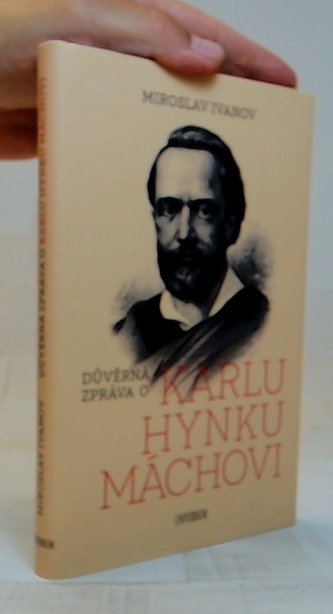 MIROSLAV IVANOV
DŮVĚRNÁ
ZPRÁVA O
KARLU
HYNKU
MÁCHOVI
MIROSLAV IVANOV DŮVĚRNÁ ZPRÁVA O KARLU HYNKU MÁCHOVI